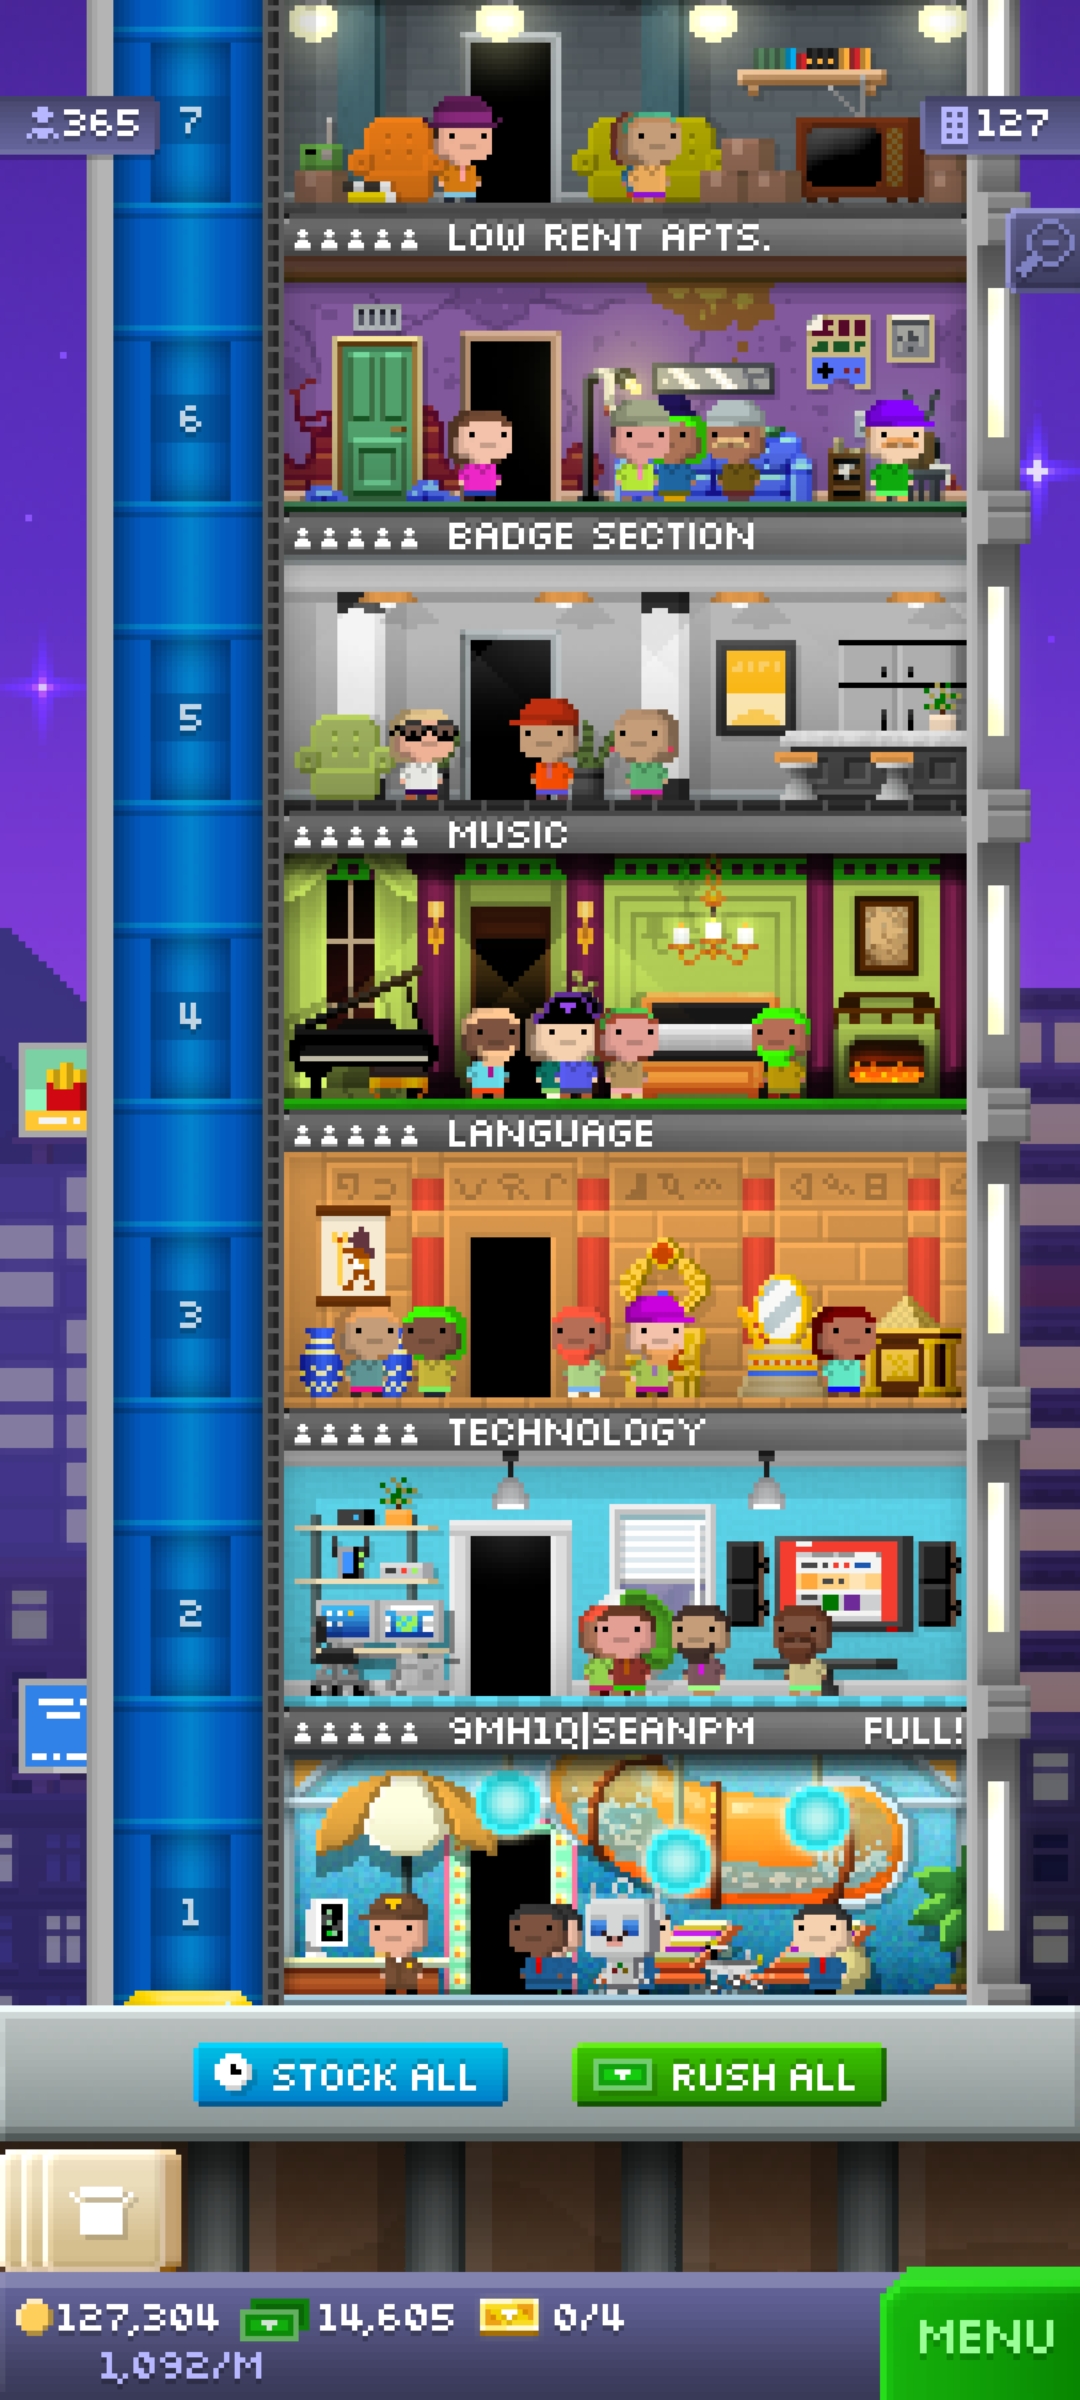 365
7
127
LOW RENT APTS.
6
BADGE SECTION
5
MUSIC
4
LANGUAGE
3
TECHNOLOGY
2
9MH1Q|SEANPM FULL!
1
STOCK ALL
RUSH ALL
127,304 14,605 0/4
1,092/M
MENU